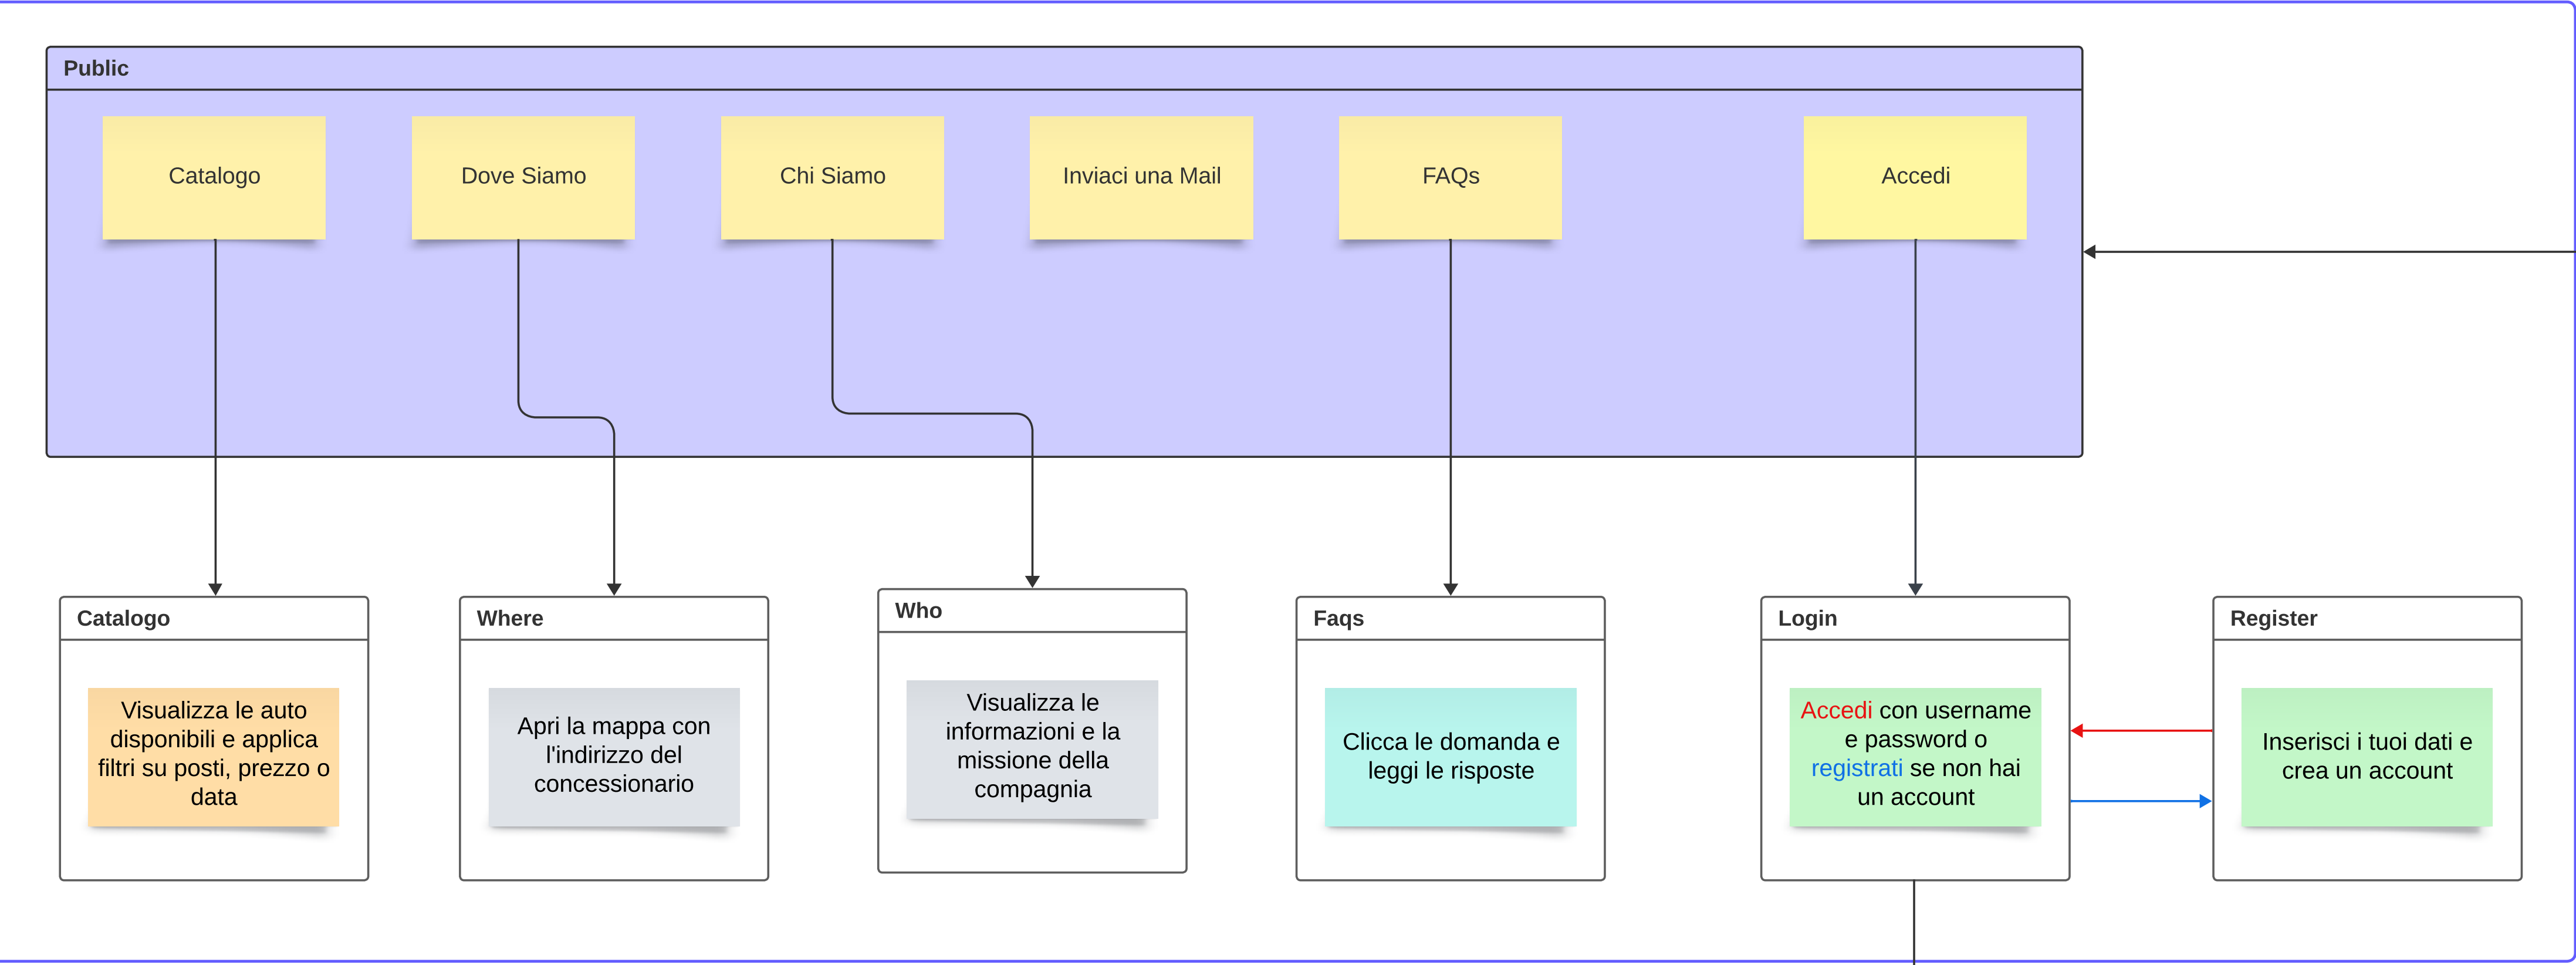 Public
Catalogo
Dove Siamo
Chi Siamo
Inviaci una Mail
FAQs
Accedi
Catalogo
Visualizza le auto
disponibili e applica
filtri su posti, prezzo o
data
Where
Apri la mappa con
l'indirizzo del
concessionario
Who
Visualizza le
informazioni e la
missione della
compagnia
Faqs
Clicca le domanda e
leggi le risposte
Login
Accedi con username
e password o
registrati se non hai
un account
Register
Inserisci i tuoi dati e
crea un account